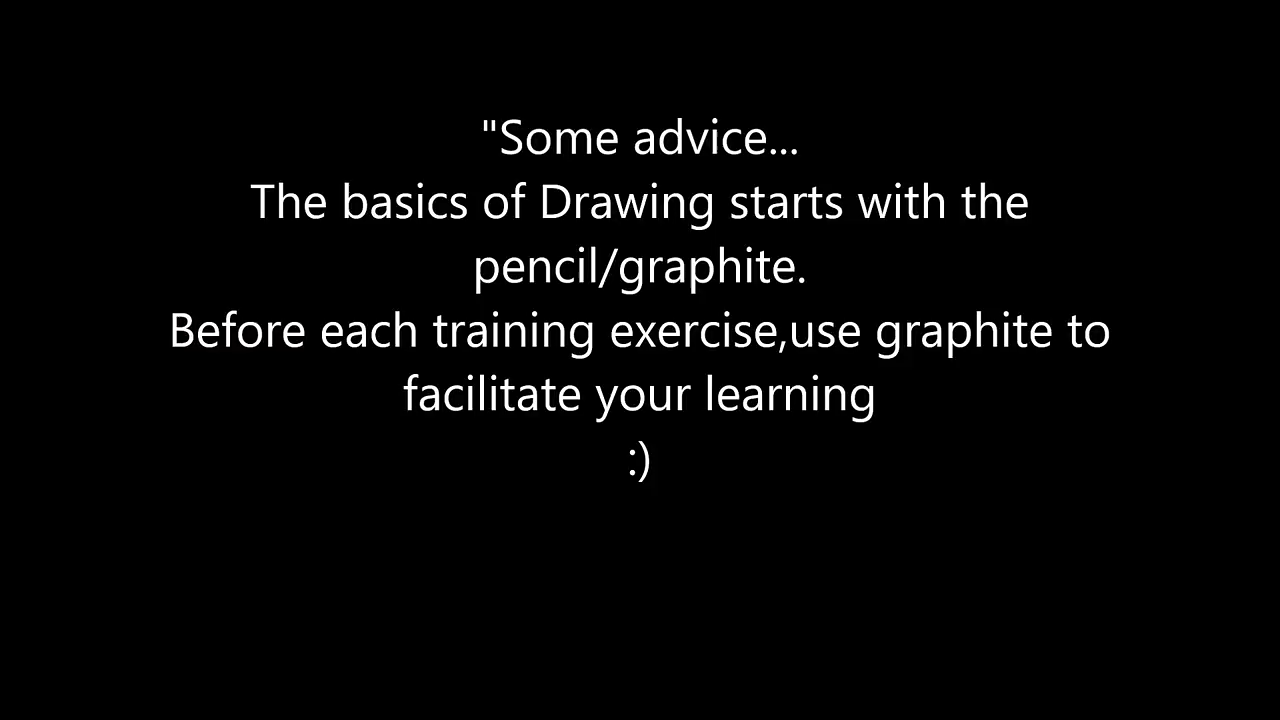 "Some advice...
The basics of Drawing starts with the
pencil/graphite.
Before each training exercise,use graphite to
facilitate your learning
:)